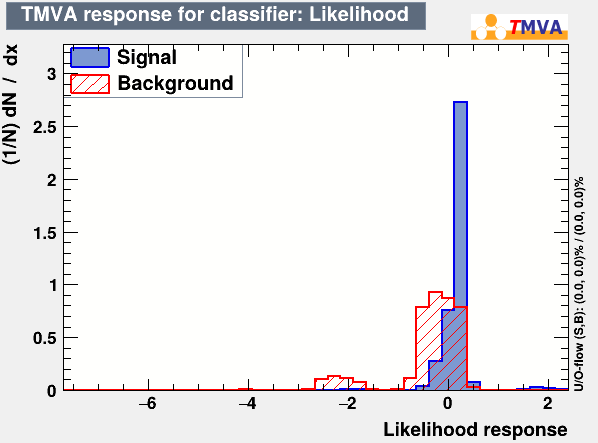 TMVA response for classifier: Likelihood
TMVA
(1/N) dN / dx
Signal
Background
3
2.5
2
1.5
1
0.5
0
−6
−4
−2
0
2
Likelihood response
U/O-flow (S,B): (0.0, 0.0)% / (0.0, 0.0)%